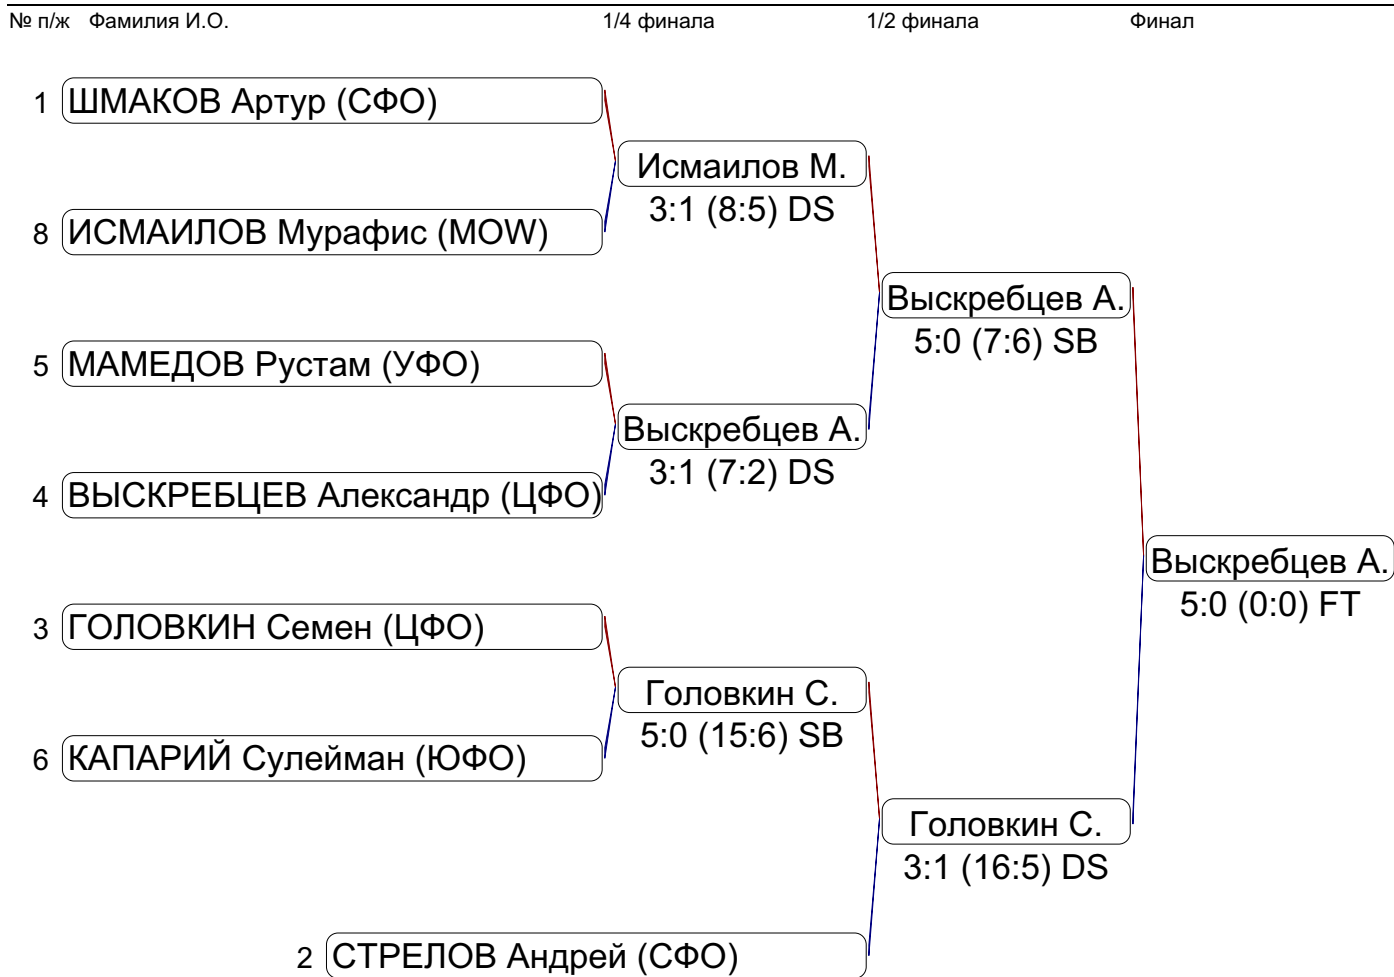 № п/ж Фамилия И.О. 1/4 финала 1/2 финала Финал
1 ШМАКОВ Артур (СФО)
Исмаилов М.
3:1 (8:5) DS
8 ИСМАИЛОВ Мурафис (MOW)
Выскребцев А.
5:0 (7:6) SB
5 МАМЕДОВ Рустам (УФО)
Выскребцев А.
3:1 (7:2) DS
4 ВЫСКРЕБЦЕВ Александр (ЦФО)
Выскребцев А.
5:0 (0:0) FT
3 ГОЛОВКИН Семен (ЦФО)
Головкин С.
5:0 (15:6) SB
6 КАПАРИЙ Сулейман (ЮФО)
Головкин С.
3:1 (16:5) DS
2 СТРЕЛОВ Андрей (СФО)